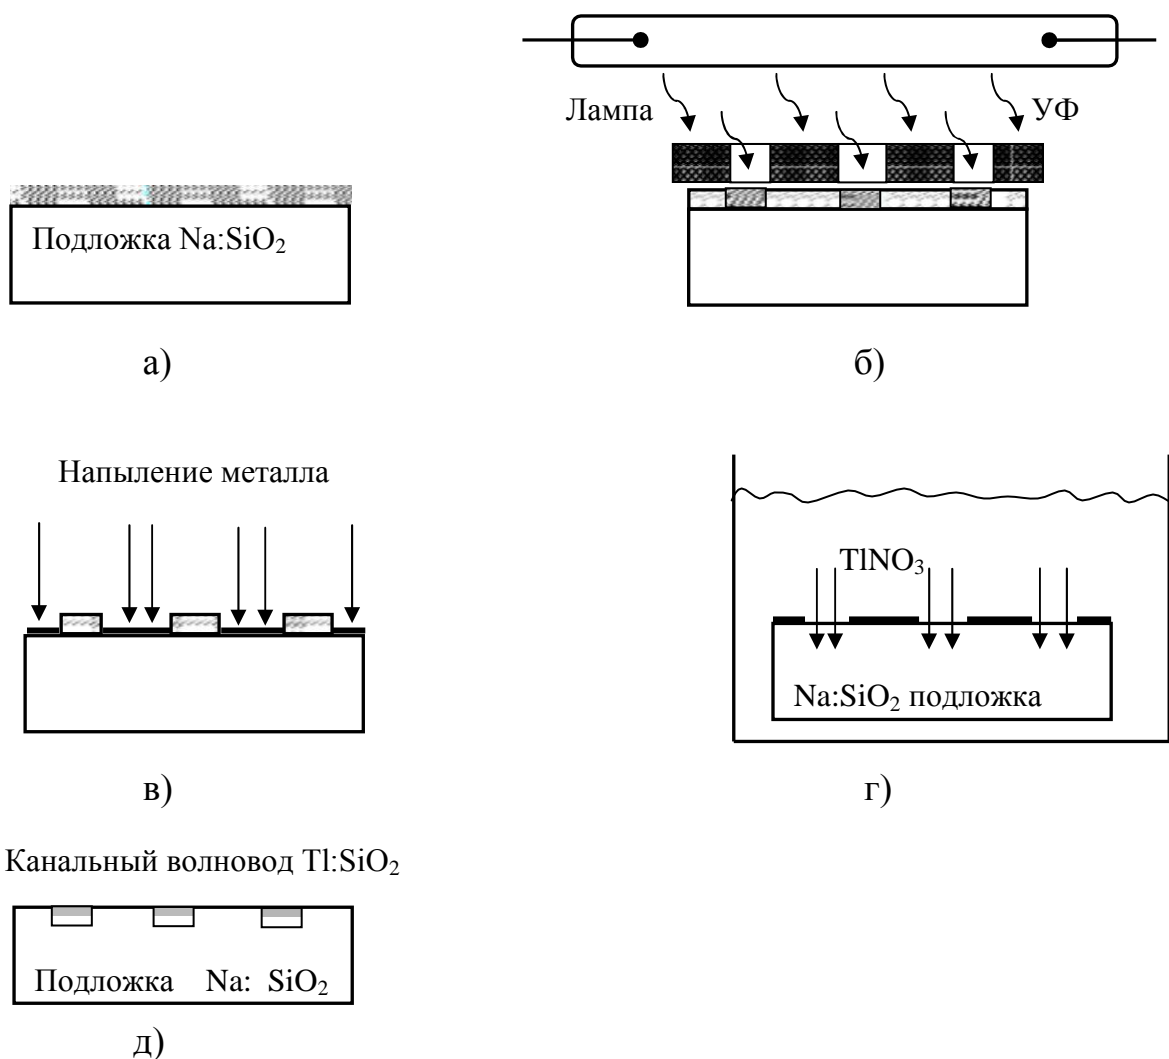 Лампа
УФ
Подложка Na:SiO₂
а)
б)
Напыление металла
TlNO₃
Na:SiO₂ подложка
в)
г)
Канальный волновод Tl:SiO₂
Подложка Na: SiO₂
д)